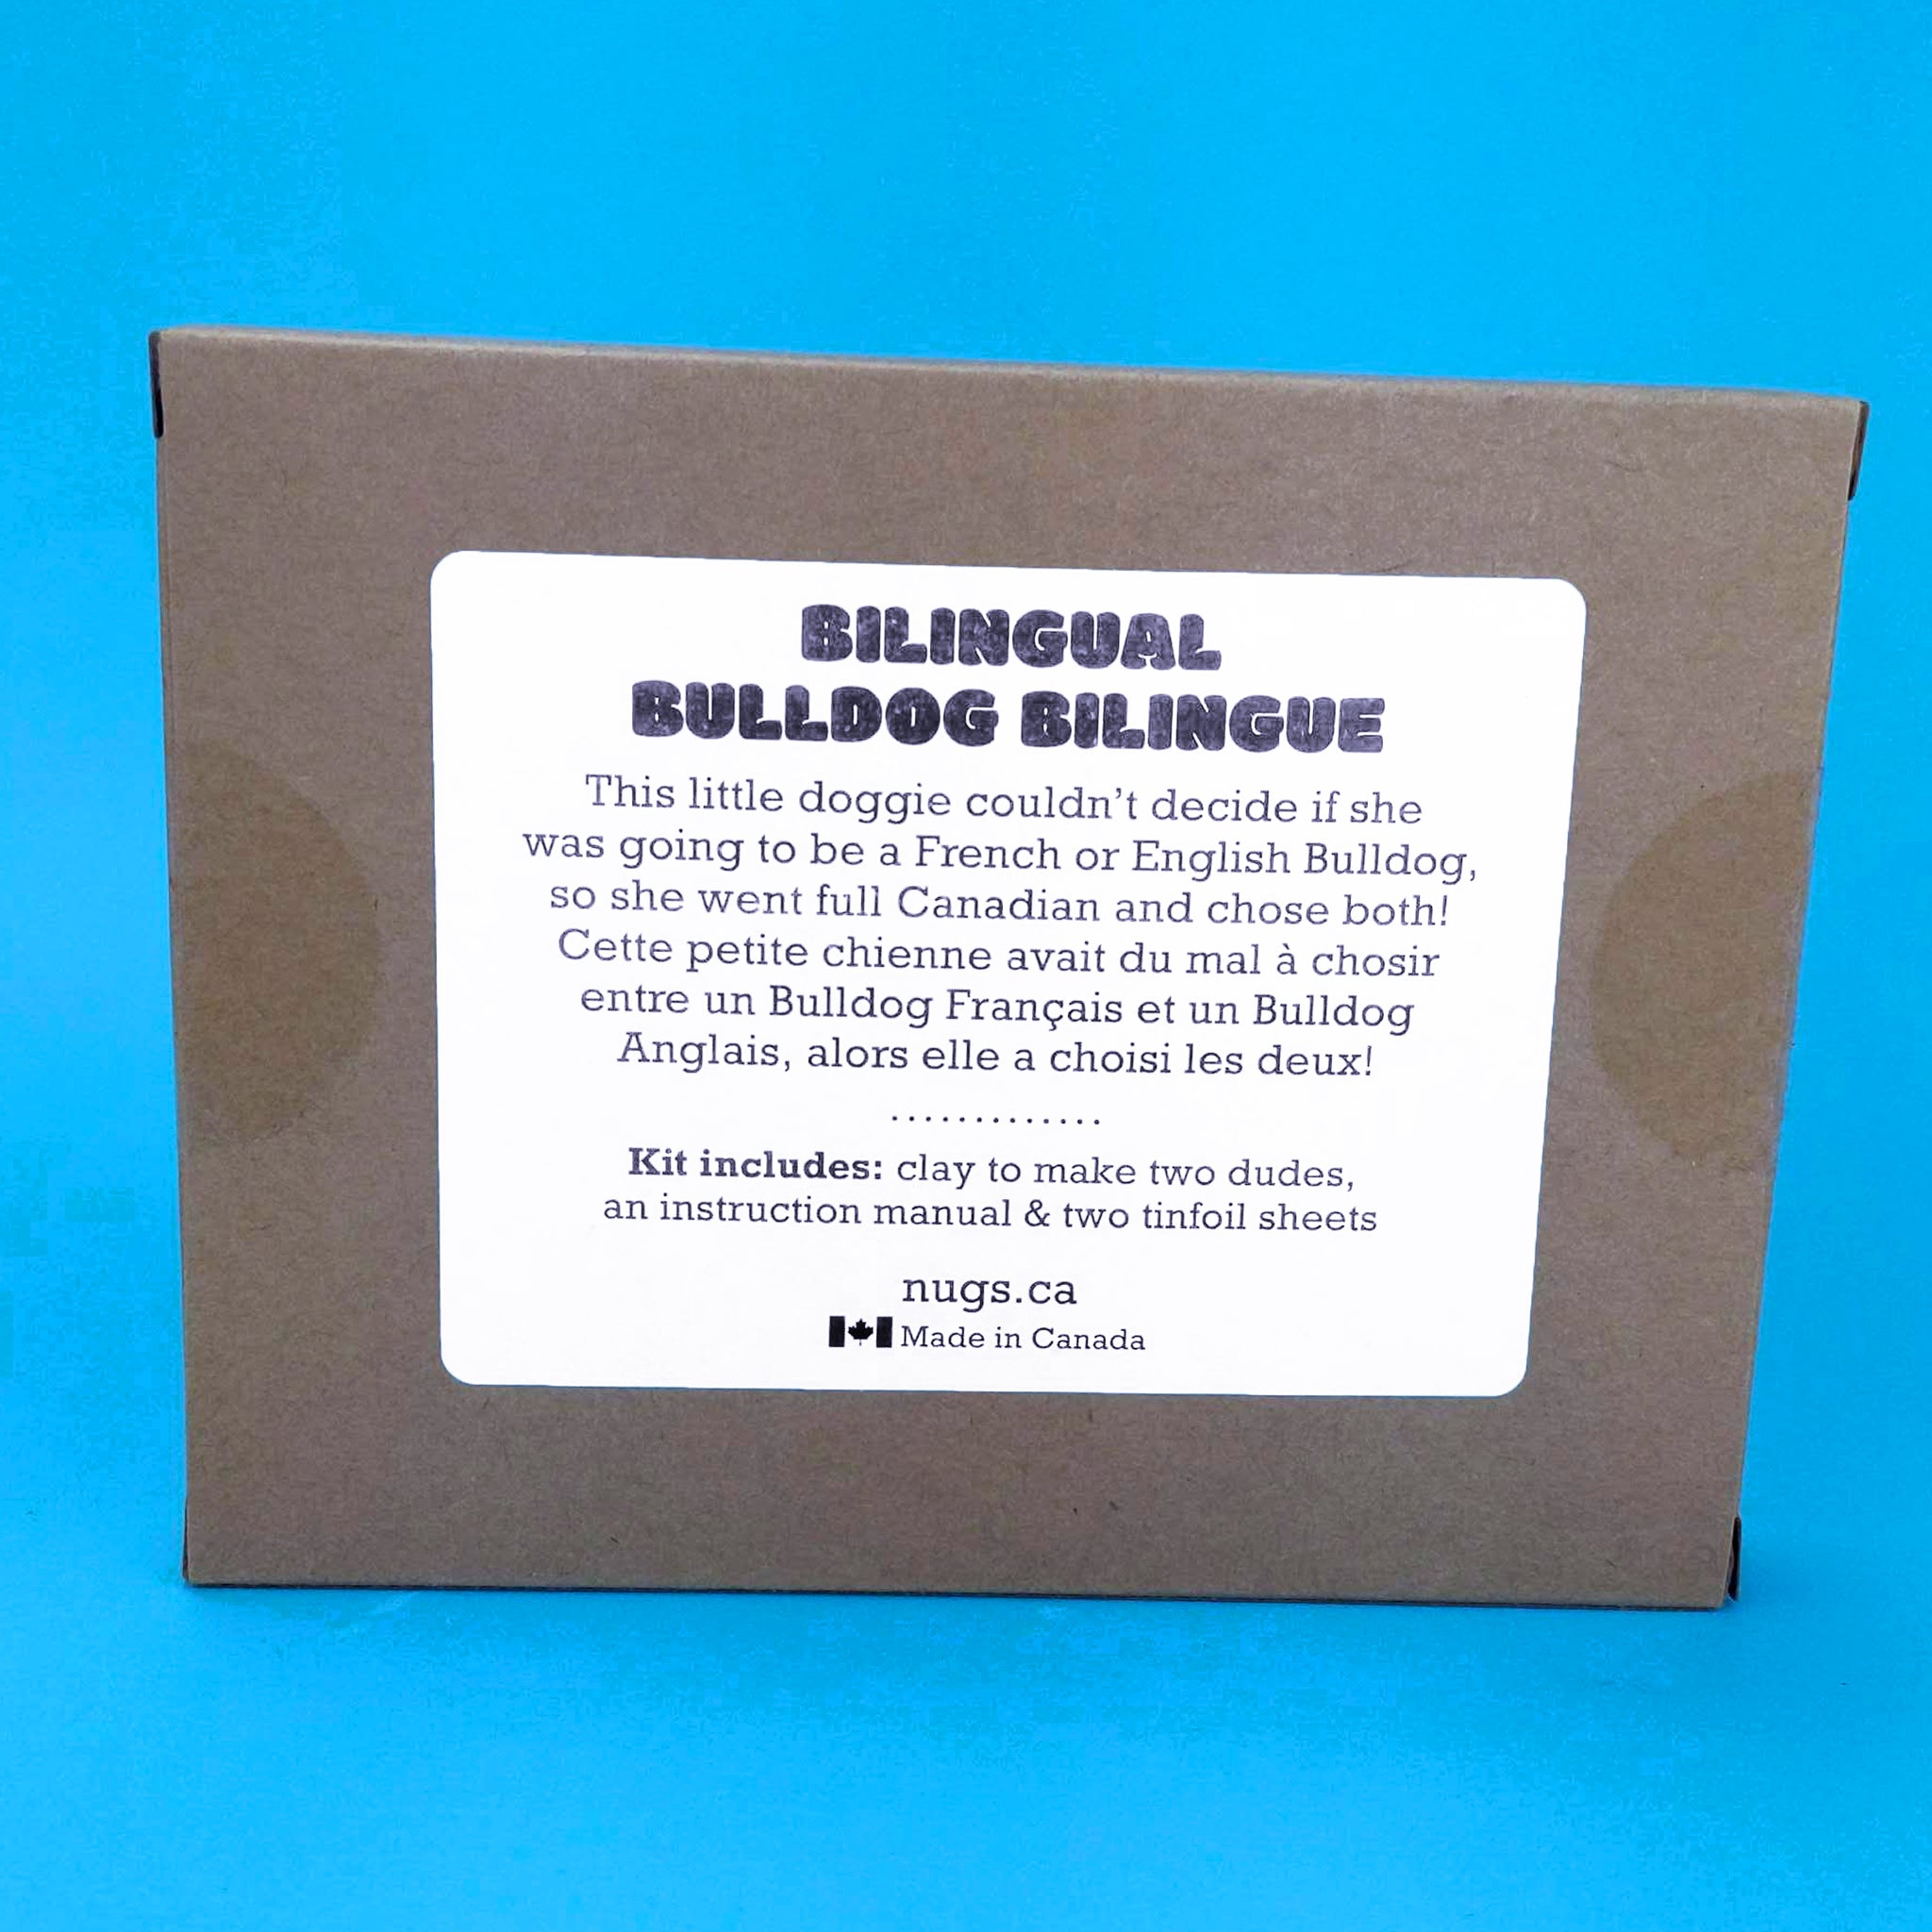 BILINGUAL
BULLDOG BILINGUE
This little doggie couldn't decide if she
was going to be a French or English Bulldog,
so she went full Canadian and chose both!
Cette petite chienne avait du mal à chosir
entre un Bulldog Français et un Bulldog
Anglais, alors elle a choisi les deux!
.............
Kit includes: clay to make two dudes,
an instruction manual & two tinfoil sheets
nugs.ca
Made in Canada